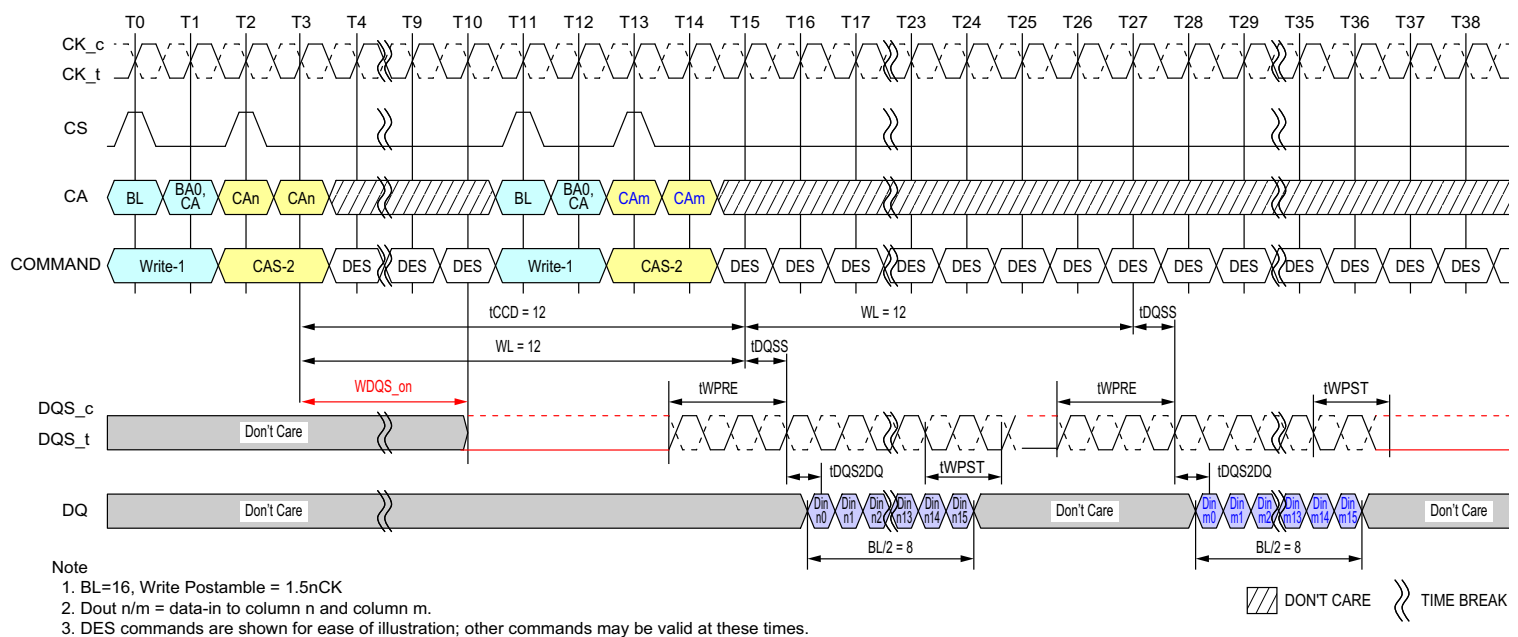 T0 T1 T2 T3 T4 T9 T10 T11 T12 T13 T14 T15 T16 T17 T23 T24 T25 T26 T27 T28 T29 T35 T36 T37 T38
CK_c
CK_t
CS
CA BL BA0, CA CAn CAn BL BA0, CA CAm CAm
COMMAND Write-1 CAS-2 DES DES DES Write-1 CAS-2 DES DES DES DES DES DES DES DES DES DES DES DES DES DES
tCCD = 12 WL = 12 tDQSS
WL = 12 tDQSS
WDQS_on tWPRE tWPRE tWPST
DQS_c
DQS_t
Don't Care
tDQS2DQ tWPST tDQS2DQ
DQ Don't Care Din n0 Din n1 Din n2 Din n13 Din n14 Din n15 Don't Care Din m0 Din m1 Din m2 Din m13 Din m14 Din m15 Don't Care
BL/2 = 8 BL/2 = 8
Note
1. BL=16, Write Postamble = 1.5nCK
2. Dout n/m = data-in to column n and column m.
3. DES commands are shown for ease of illustration; other commands may be valid at these times.
DON'T CARE TIME BREAK